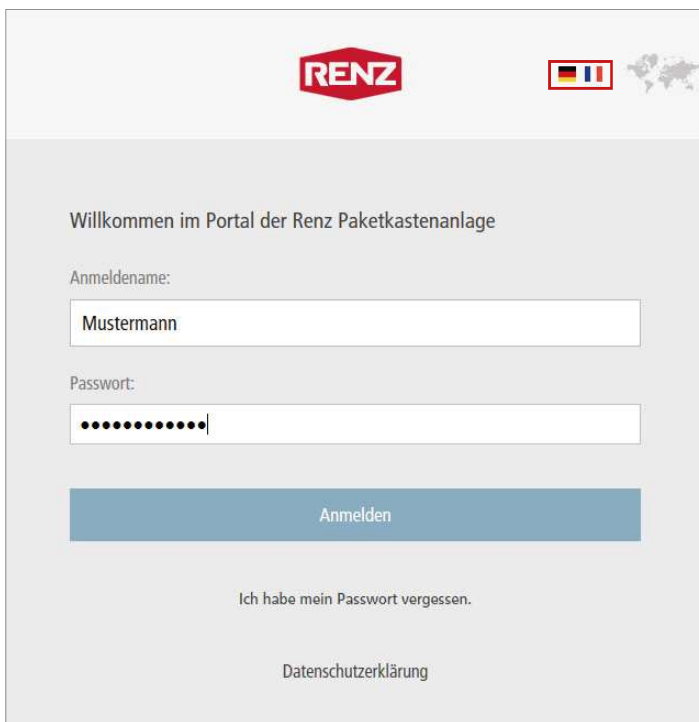 RENZ
Willkommen im Portal der Renz Paketkastenanlage
Anmeldename:
Mustermann
Passwort:
••••••••••••
Anmelden
Ich habe mein Passwort vergessen.
Datenschutzerklärung